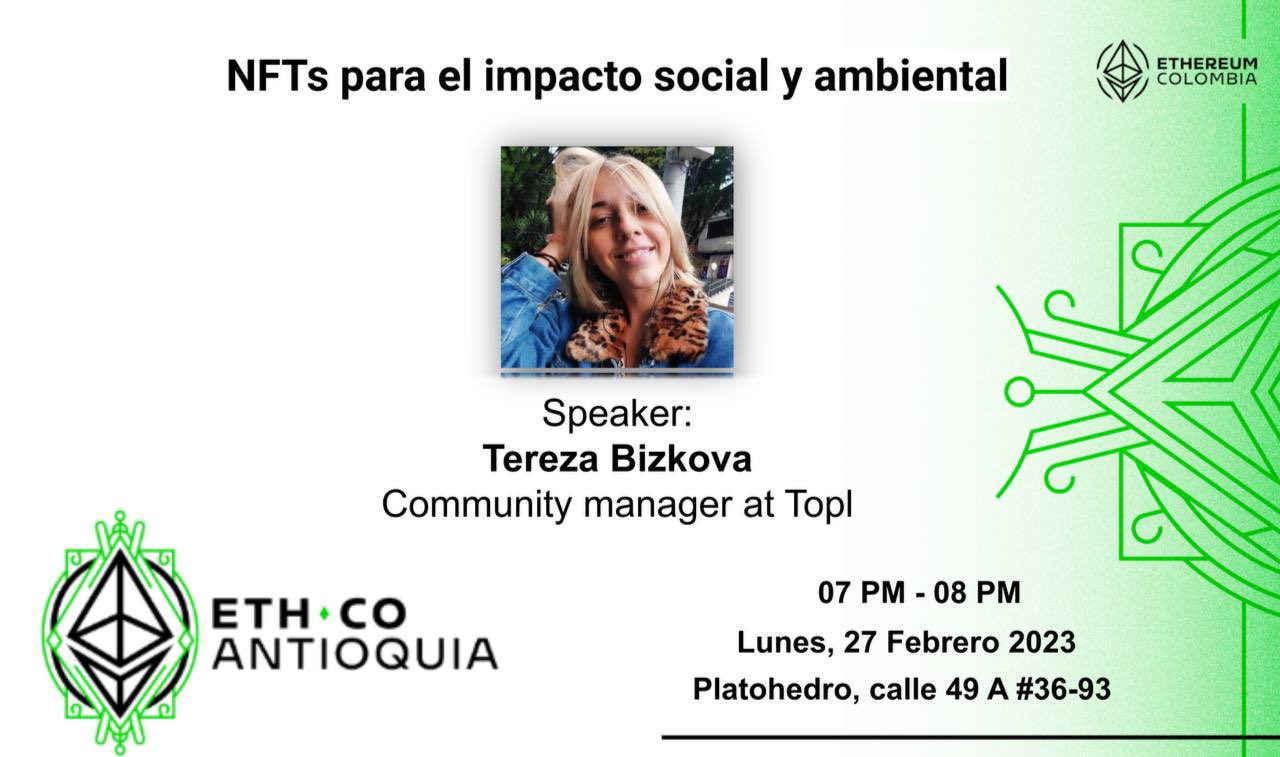 NFTs para el impacto social y ambiental
ETHEREUM
COLOMBIA
Speaker:
Tereza Bizkova
Community manager at Topl
ETH CO
ANTIOQUIA
07 PM - 08 PM
Lunes, 27 Febrero 2023
Platohedro, calle 49 A #36-93